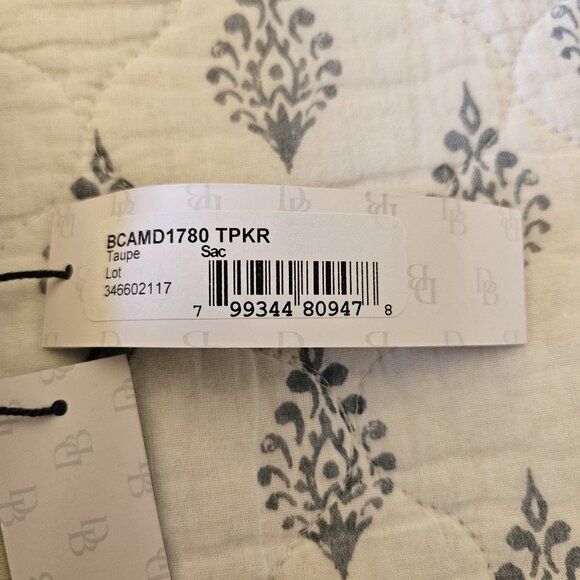 BCAMD1780 TPKR
Taupe Sac
Lot
346602117
7 99344 80947 8